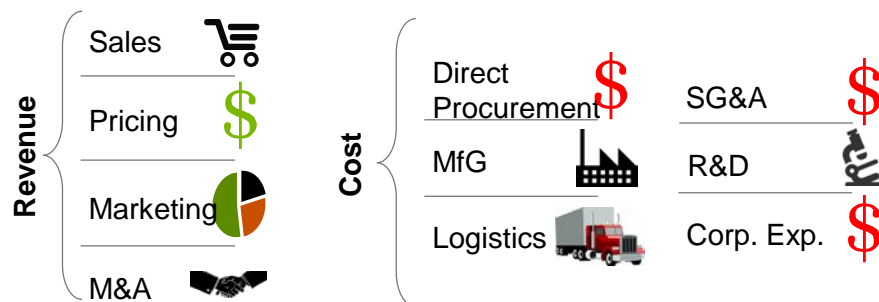 Revenue
Sales
Pricing
Marketing
M&A
Cost
Direct
Procurement
MfG
Logistics
SG&A
R&D
Corp. Exp.